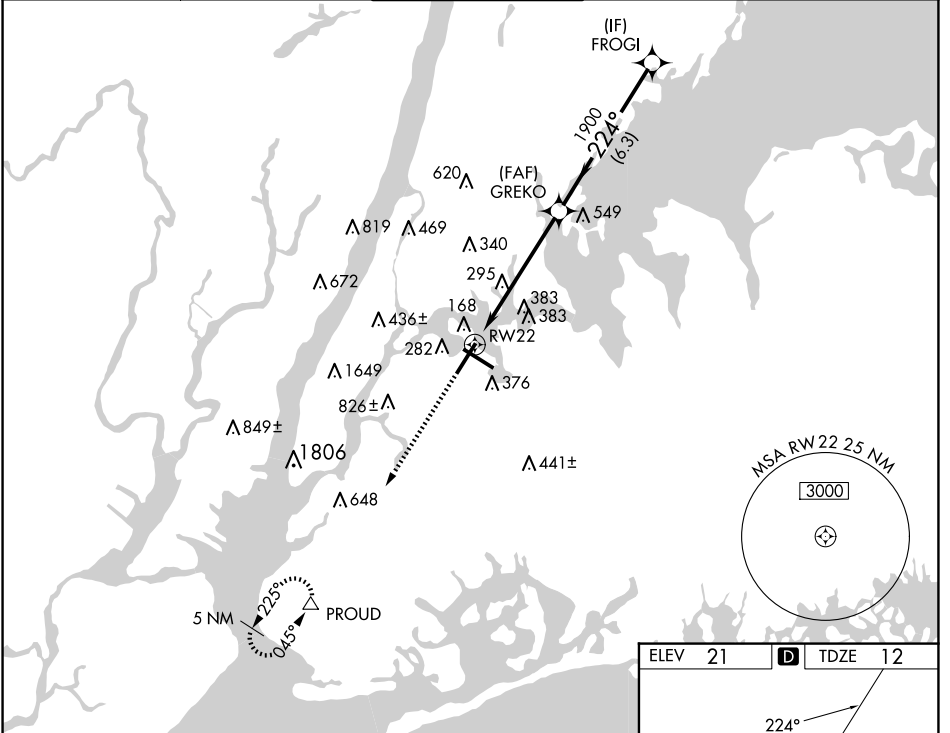 (IF)
FROGI
1900
224°
(6.3)
(FAF)
GREKO
620
549
819
469
340
295
672
383
383
168
436±
RW22
282
1649
376
826±
849±
1806
441±
648
MSA RW22 25 NM
3000
225°
5 NM
045°
PROUD
ELEV 21 D TDZE 12
224°